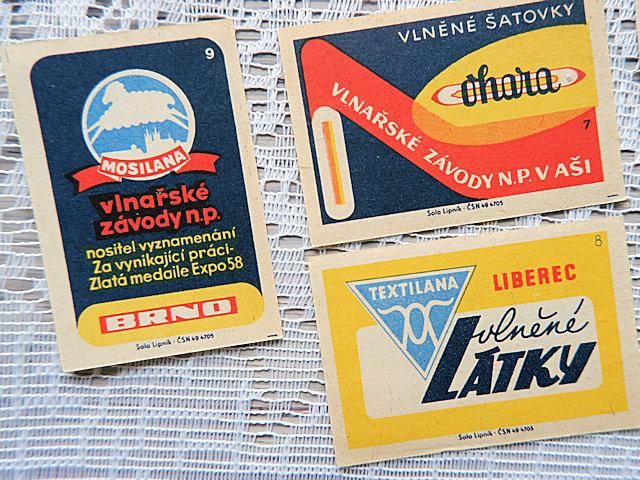 9
MOSILANA
vlnařské
závody n.p.
nositel vyznamenání
Za vynikající práci-
Zlatá medaile Expo 58
BRNO
Solo Lipník - ČSN 49 4705
VLNĚNÉ ŠATOVKY
ohara
7
VLNAŘSKÉ ZÁVODY N.P. V AŠI
Solo Lipník - ČSN 49 4705
8
TEXTILANA
LIBEREC
vlněné
LÁTKY
Solo Lipník - ČSN 49 4705